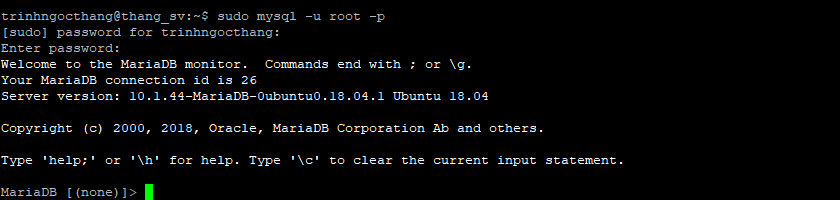 trinhngocthang@thang_sv:~$ sudo mysql -u root -p
[sudo] password for trinhngocthang:
Enter password:
Welcome to the MariaDB monitor.  Commands end with ; or \g.
Your MariaDB connection id is 26
Server version: 10.1.44-MariaDB-0ubuntu0.18.04.1 Ubuntu 18.04

Copyright (c) 2000, 2018, Oracle, MariaDB Corporation Ab and others.

Type 'help;' or '\h' for help. Type '\c' to clear the current input statement.

MariaDB [(none)]>